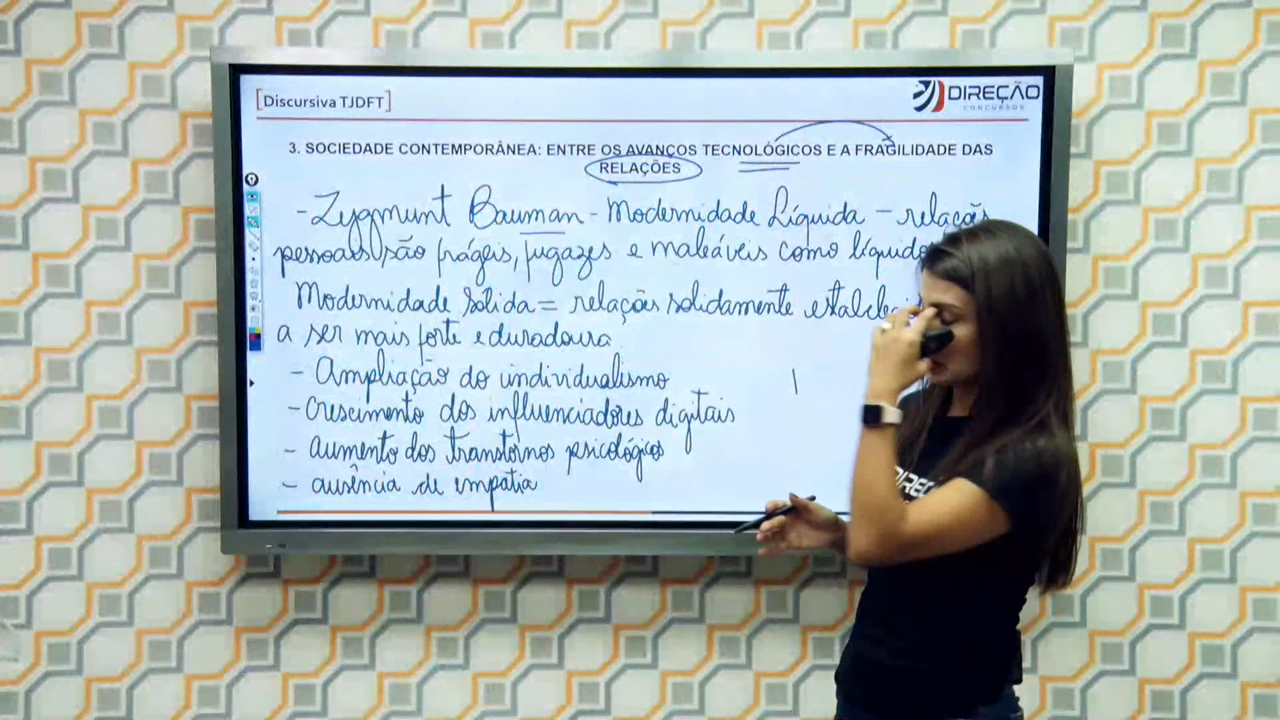 [Discursiva TJDFT]
DIREÇÃO
CONCURSOS
3. SOCIEDADE CONTEMPORÂNEA: ENTRE OS AVANÇOS TECNOLÓGICOS E A FRAGILIDADE DAS
RELAÇÕES
- Zygmunt Bauman - Modernidade Líquida - relação
pessoais são frágeis, fugazes e maleáveis como líquido
Modernidade Sólida = relação solidamente
a ser mais forte e duradoura.
- Ampliação do individualismo
- Crescimento dos influenciadores digitais
- aumento dos transtornos psicológicos
- ausência de empatia